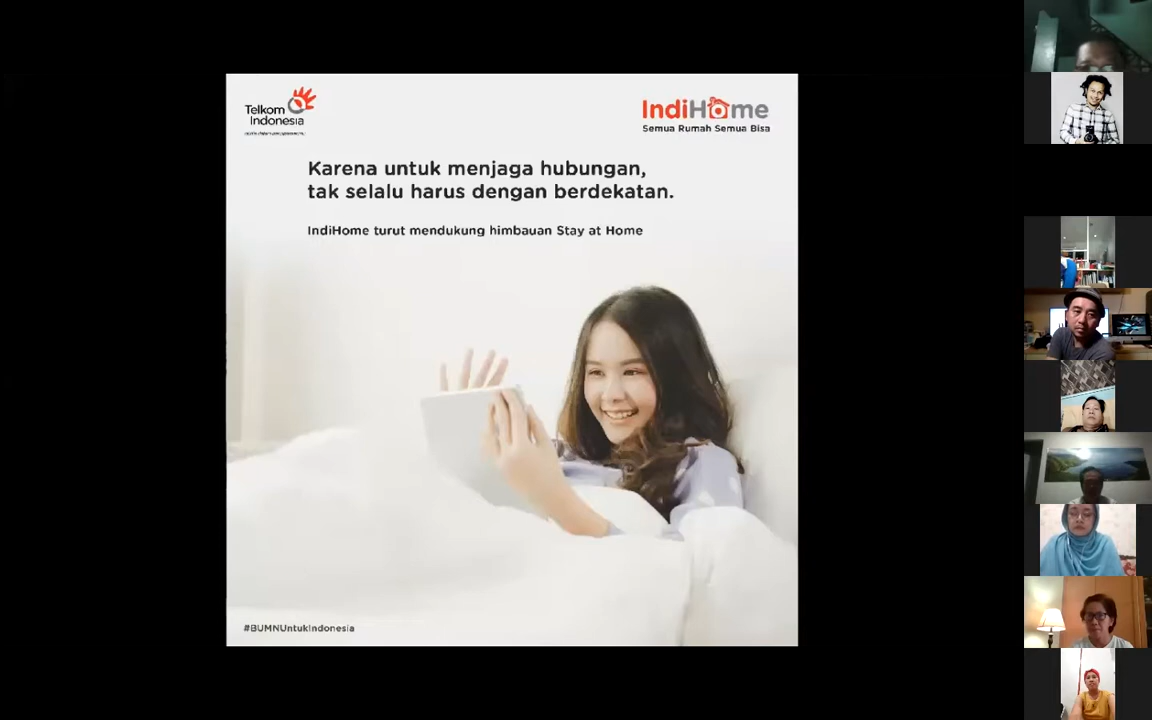 Telkom
Indonesia
IndiHome
Semua Rumah Semua Bisa
Karena untuk menjaga hubungan,
tak selalu harus dengan berdekatan.
IndiHome turut mendukung himbauan Stay at Home
#BUMNUntukIndonesia